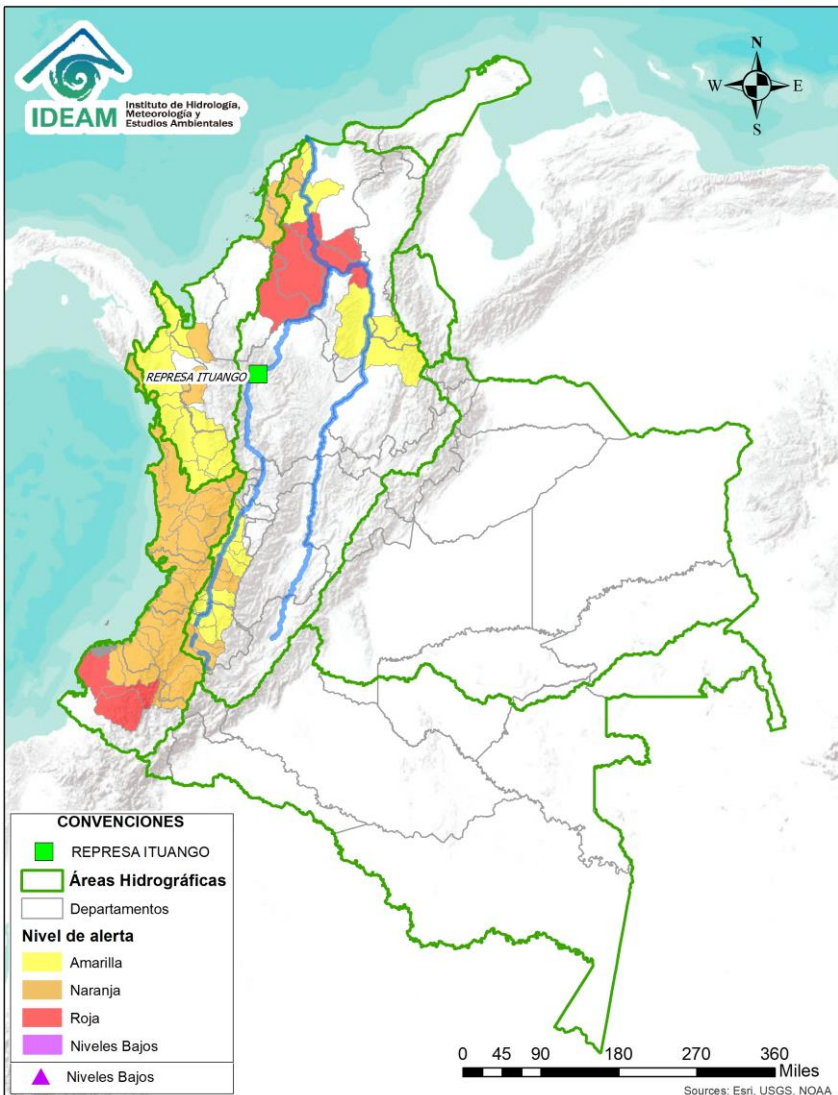 IDEAM
Instituto de Hidrología,
Meteorología y
Estudios Ambientales
N
W
E
S
REPRESA ITUANGO
CONVENCIONES
REPRESA ITUANGO
Áreas Hidrográficas
Departamentos
Nivel de alerta
Amarilla
Naranja
Roja
Niveles Bajos
Niveles Bajos
0 45 90 180 270 360
Miles
Sources: Esri, USGS, NOAA